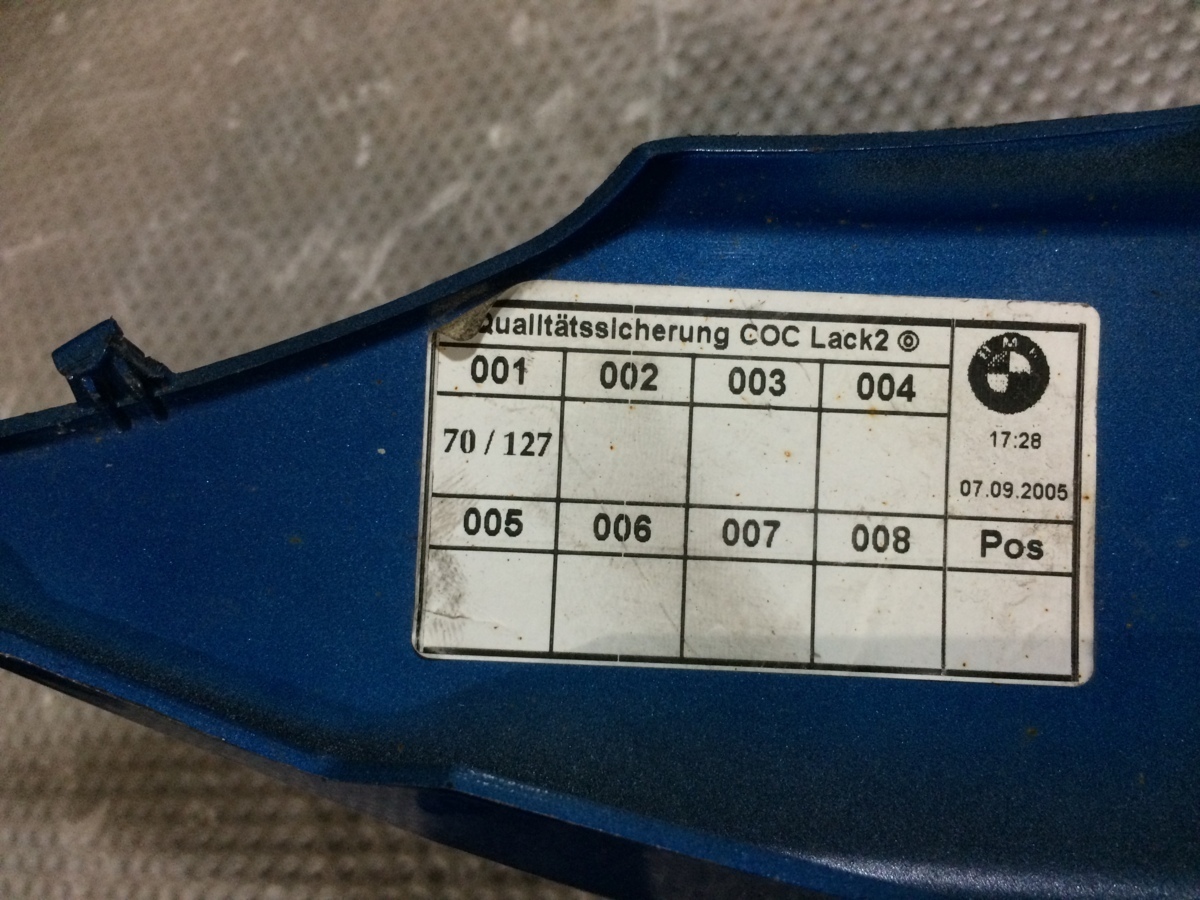 Qualitätssicherung COC Lack2 ©
001 002 003 004
BMW
70 / 127
17:28
07.09.2005
005 006 007 008 Pos